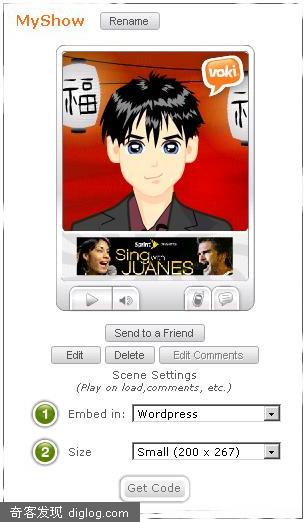 MyShow Rename
voki
福
Sprint
Sing with JUANES
Send to a Friend
Edit Delete Edit Comments
Scene Settings
(Play on load,comments, etc.)
1 Embed in: Wordpress
2 Size Small (200 x 267)
Get Code
奇客发现 diglog.com